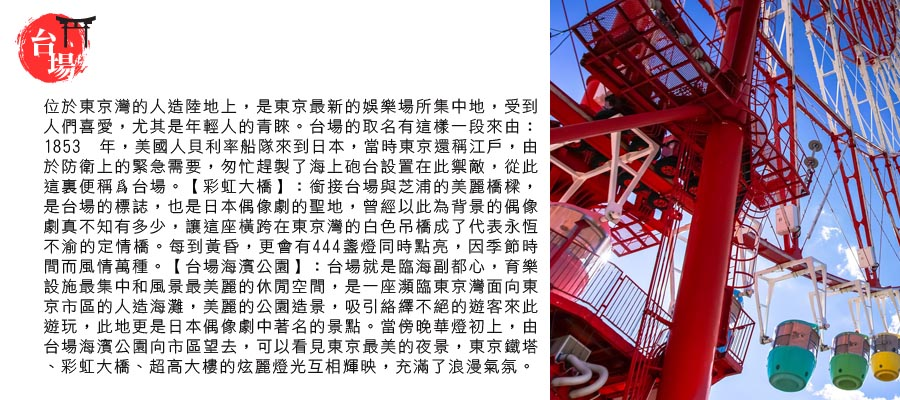 台場
位於東京灣的人造陸地上，是東京最新的娛樂場所集中地，受到
人們喜愛，尤其是年輕人的青睞。台場的取名有這樣一段來由：
1853　年，美國人貝利率船隊來到日本，當時東京還稱江戶，由
於防衛上的緊急需要，匆忙趕製了海上砲台設置在此禦敵，從此
這裏便稱爲台場。【彩虹大橋】：銜接台場與芝浦的美麗橋樑，
是台場的標誌，也是日本偶像劇的聖地，曾經以此為背景的偶像
劇真不知有多少，讓這座橫跨在東京灣的白色吊橋成了代表永恆
不渝的定情橋。每到黃昏，更會有444盞燈同時點亮，因季節時
間而風情萬種。【台場海濱公園】：台場就是臨海副都心，育樂
設施最集中和風景最美麗的休閒空間，是一座瀕臨東京灣面向東
京市區的人造海灘，美麗的公園造景，吸引絡繹不絕的遊客來此
遊玩，此地更是日本偶像劇中著名的景點。當傍晚華燈初上，由
台場海濱公園向市區望去，可以看見東京最美的夜景，東京鐵塔
、彩虹大橋、超高大樓的炫麗燈光互相輝映，充滿了浪漫氣氛。